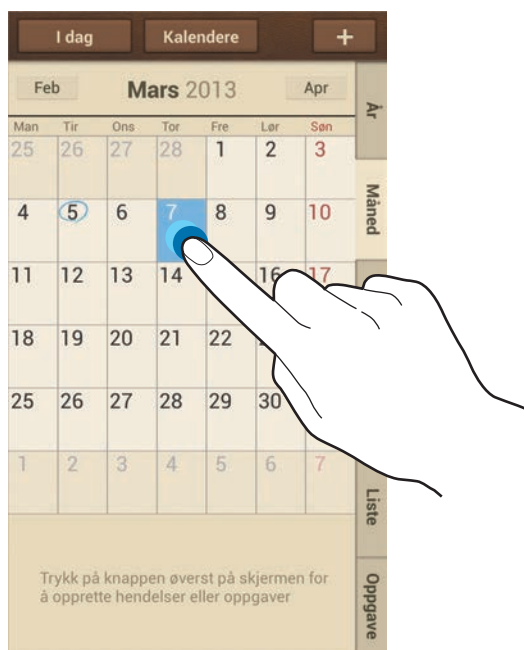 I dag Kalendere +
Feb Mars 2013 Apr
Man Tir Ons Tor Fre Lør Søn
25 26 27 28 1 2 3
4 5 6 7 8 9 10
11 12 13 14 16 17
18 19 20 21 22
25 26 27 28 29 30
1 2 3 4 5 6 7
Trykk på knappen øverst på skjermen for
å opprette hendelser eller oppgaver
År
Måned
Liste
Oppgave